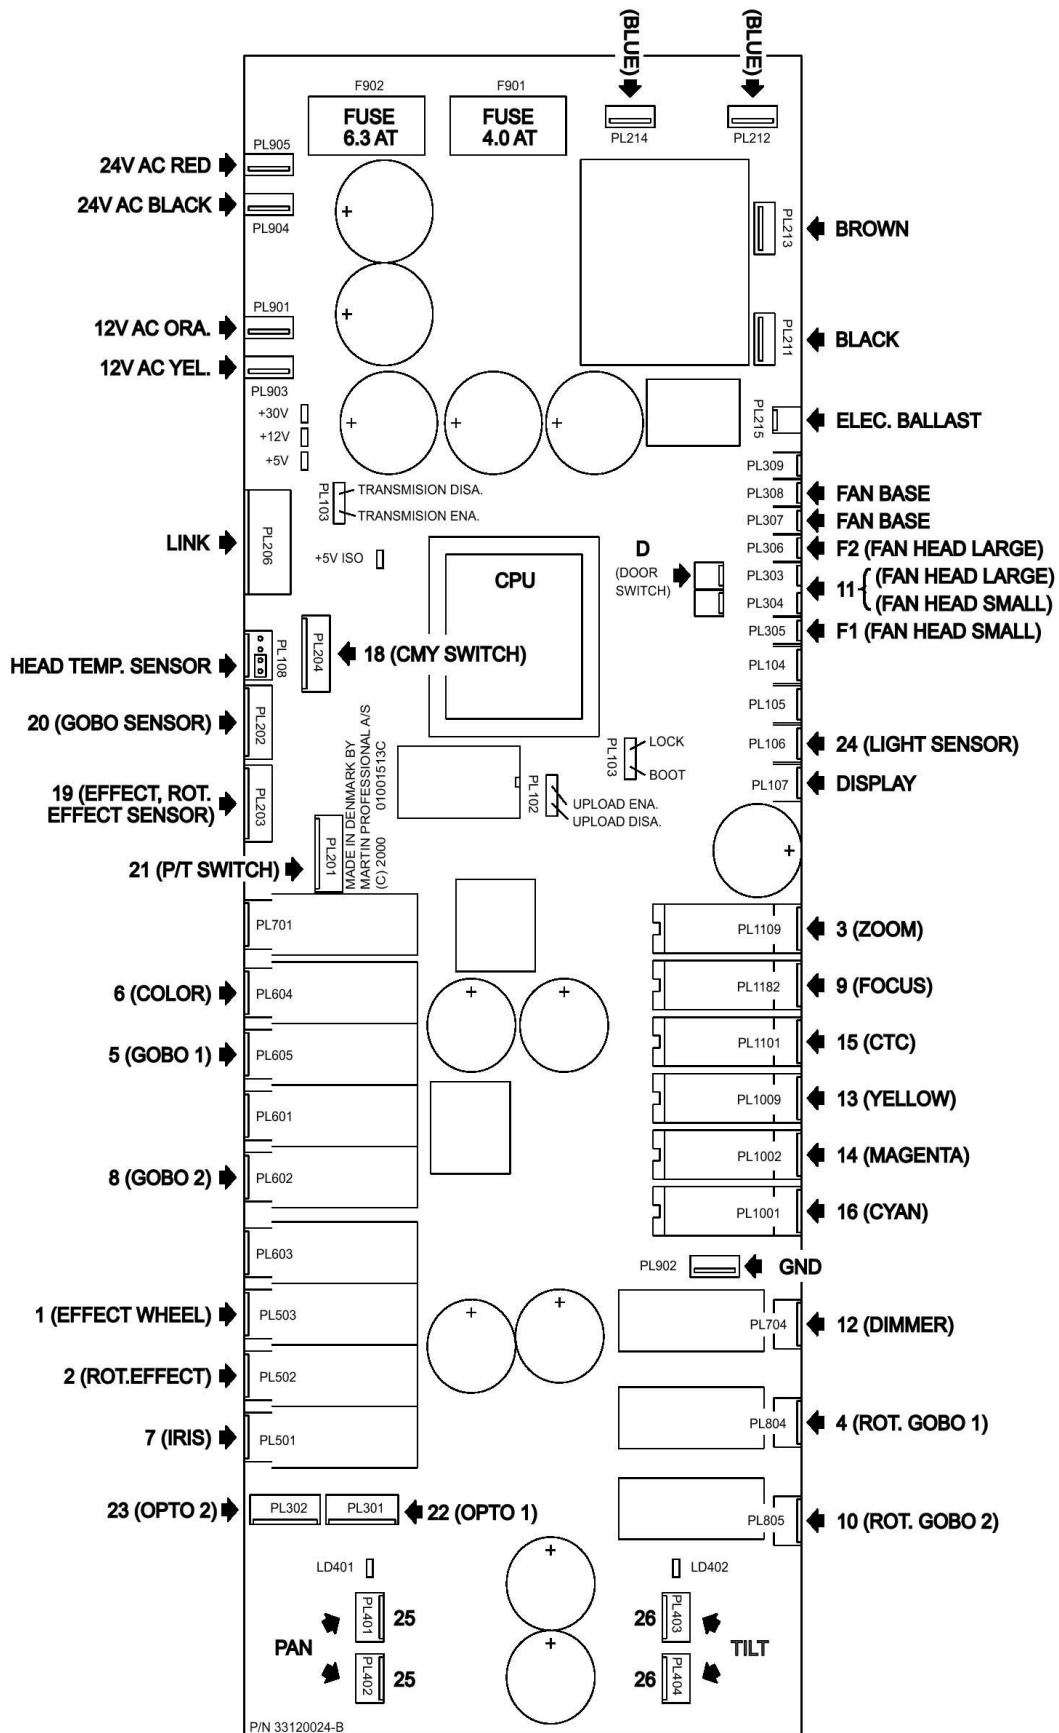 (BLUE)
(BLUE)
F902
F901
FUSE
6.3 AT
FUSE
4.0 AT
PL214
PL212
PL905
24V AC RED
24V AC BLACK
PL904
PL213
BROWN
PL901
12V AC ORA.
12V AC YEL.
PL903
PL211
BLACK
+30V
+12V
+5V
PL215
ELEC. BALLAST
PL309
PL308
FAN BASE
PL307
FAN BASE
PL306
F2 (FAN HEAD LARGE)
PL303
(FAN HEAD LARGE)
11
PL304
(FAN HEAD SMALL)
PL305
F1 (FAN HEAD SMALL)
PL103
TRANSMISION DISA.
TRANSMISION ENA.
LINK
PL206
+5V ISO
CPU
D
(DOOR
SWITCH)
HEAD TEMP. SENSOR
PL108
PL204
18 (CMY SWITCH)
PL104
PL105
20 (GOBO SENSOR)
PL202
PL106
24 (LIGHT SENSOR)
PL103
LOCK
BOOT
PL107
DISPLAY
19 (EFFECT, ROT.
EFFECT SENSOR)
PL203
PL102
UPLOAD ENA.
UPLOAD DISA.
MADE IN DENMARK BY
MARTIN PROFESSIONAL A/S
(C) 2000 01001513C
21 (P/T SWITCH)
PL201
PL701
PL1109
3 (ZOOM)
6 (COLOR)
PL604
PL1182
9 (FOCUS)
5 (GOBO 1)
PL605
PL1101
15 (CTC)
PL601
PL1009
13 (YELLOW)
8 (GOBO 2)
PL602
PL1002
14 (MAGENTA)
PL1001
16 (CYAN)
PL603
PL902
GND
1 (EFFECT WHEEL)
PL503
PL704
12 (DIMMER)
2 (ROT.EFFECT)
PL502
7 (IRIS)
PL501
PL804
4 (ROT. GOBO 1)
23 (OPTO 2)
PL302
PL301
22 (OPTO 1)
PL805
10 (ROT. GOBO 2)
LD401
LD402
PL401
25
26
PL403
PAN
TILT
PL402
25
26
PL404
P/N 33120024-B